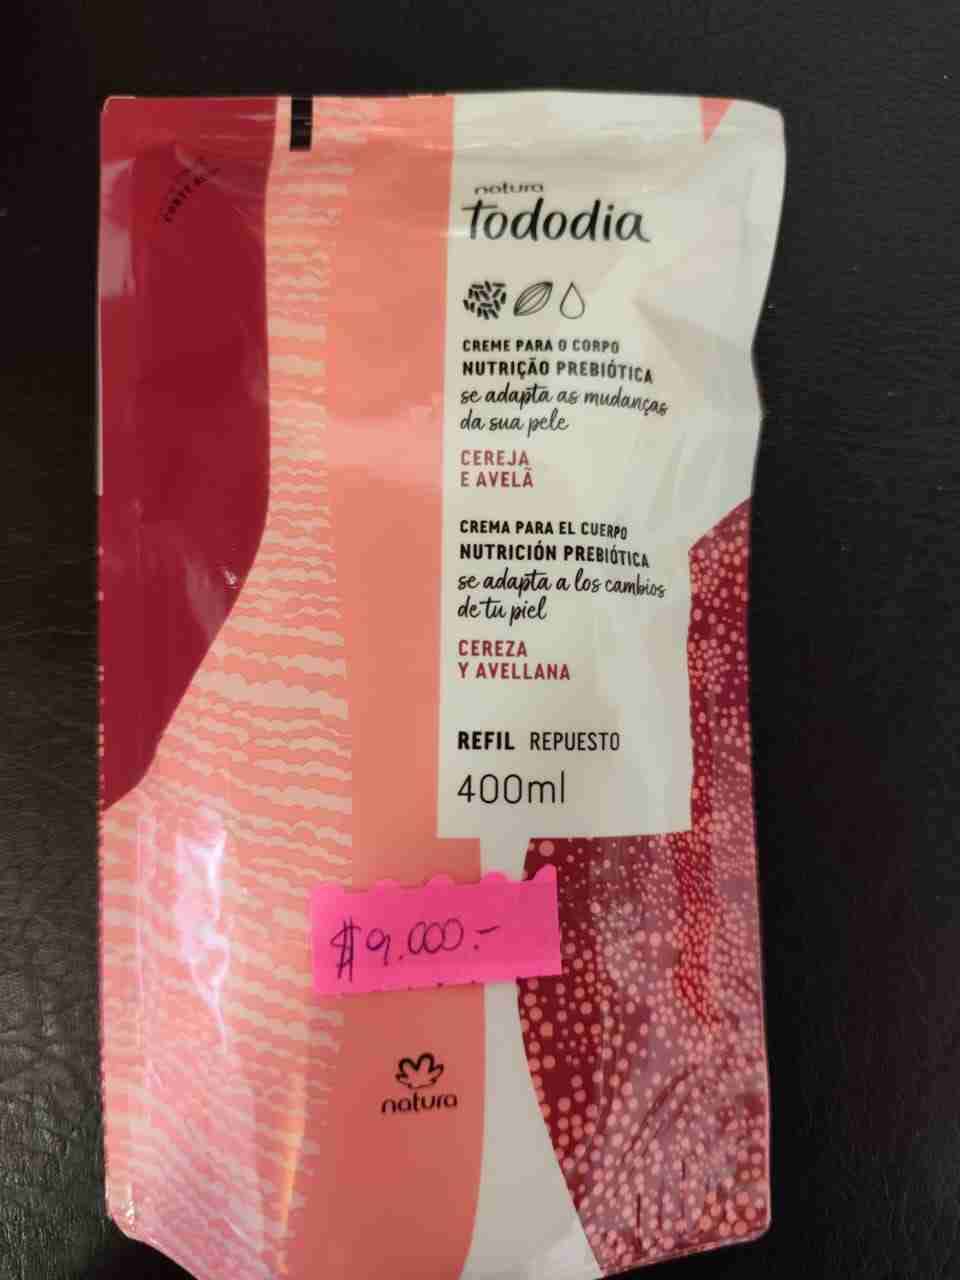 natura
Tododia
CREME PARA O CORPO
NUTRIÇÃO PREBIÓTICA
se adapta as mudanças
da sua pele
CEREJA
E AVELÃ
CREMA PARA EL CUERPO
NUTRICIÓN PREBIÓTICA
se adapta a los cambios
de tu piel
CEREZA
Y AVELLANA
REFIL REPUESTO
400ml
$9.000.-
natura